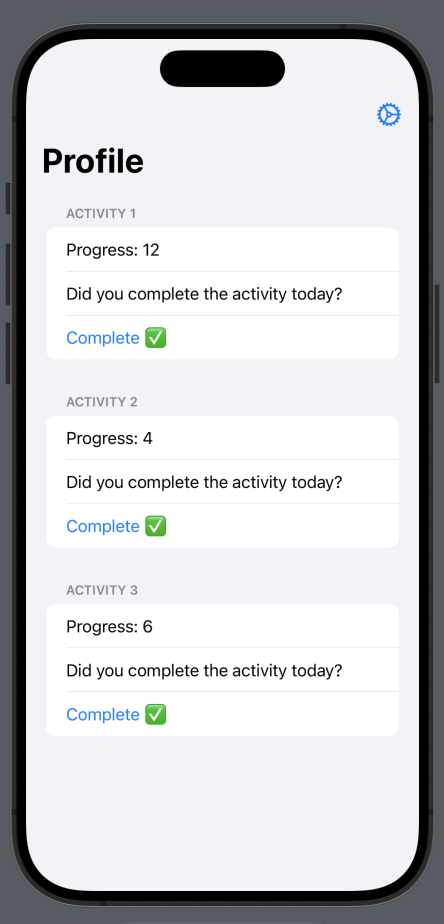 Profile
ACTIVITY 1
Progress: 12
Did you complete the activity today?
Complete ✅
ACTIVITY 2
Progress: 4
Did you complete the activity today?
Complete ✅
ACTIVITY 3
Progress: 6
Did you complete the activity today?
Complete ✅